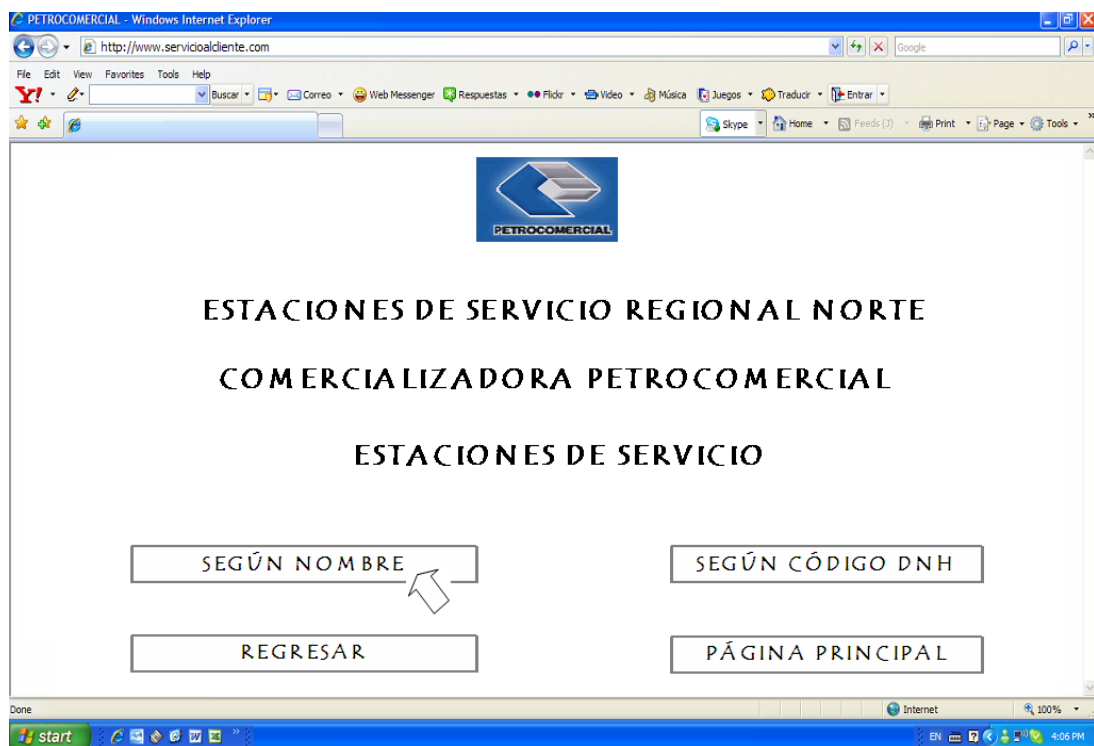 PETROCOMERCIAL - Windows Internet Explorer
http://www.servicioalcliente.com Google
File Edit View Favorites Tools Help
Y! Buscar Correo Web Messenger Respuestas Flickr Video Música Juegos Traducir Entrar
Skype Home Feeds (J) Print Page Tools
PETROCOMERCIAL
ESTACIONES DE SERVICIO REGIONAL NORTE
COMERCIALIZADORA PETROCOMERCIAL
ESTACIONES DE SERVICIO
SEGÚN NOMBRE SEGÚN CÓDIGO DNH
REGRESAR PÁGINA PRINCIPAL
Done Internet 100%
start EN 4:06 PM